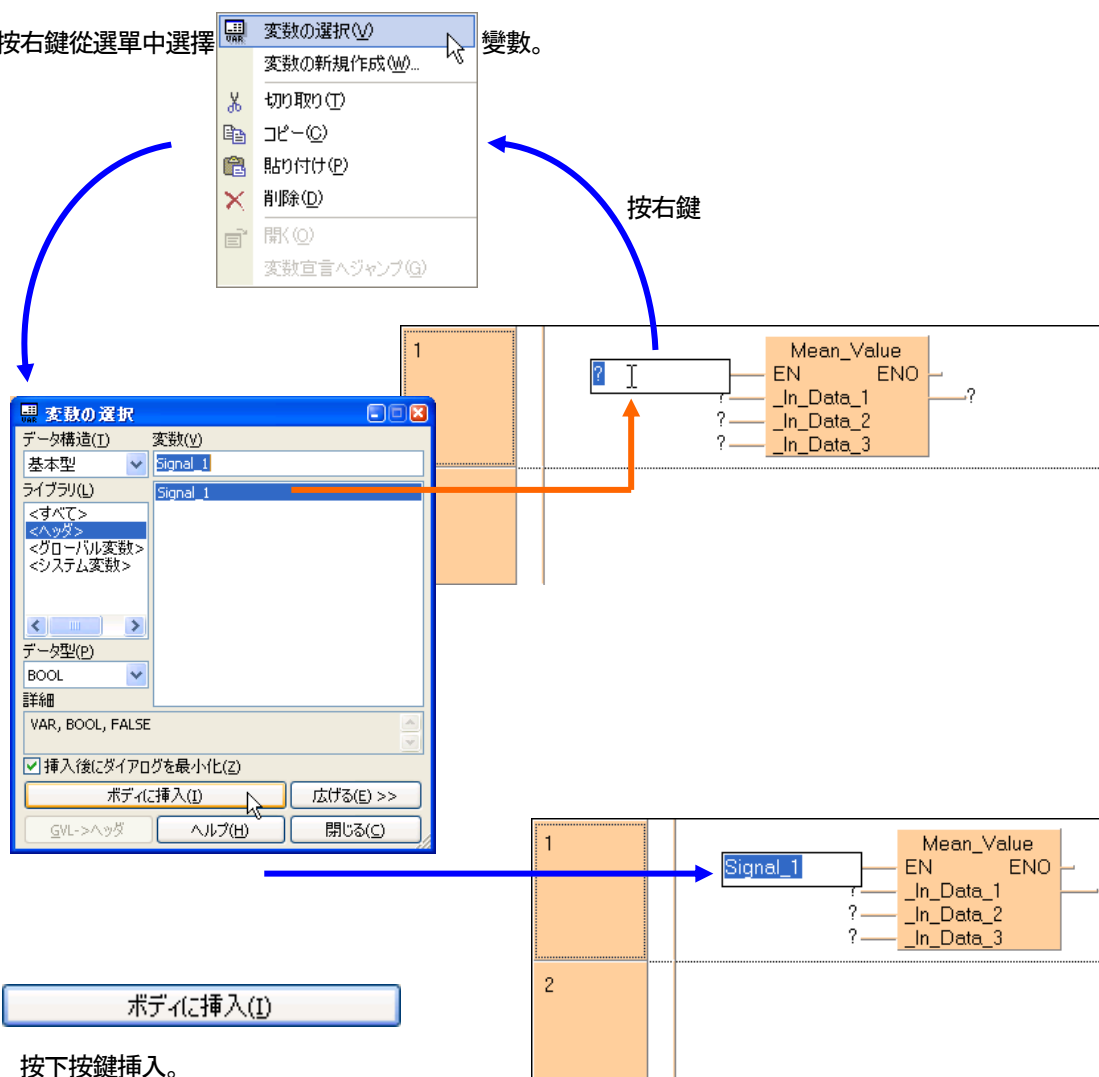 按右鍵從選單中選擇
変数の選択(V)
變數。
変数の新規作成(W)...
切り取り(T)
コピー(C)
貼り付け(P)
削除(D)
開く(O)
変数宣言へジャンプ(G)
按右鍵
1
?
Mean_Value
EN ENO
? _In_Data_1 ?
? _In_Data_2
? _In_Data_3
変数の選択
データ構造(T) 変数(V)
基本型 Signal_1
ライブラリ(L) Signal_1
<すべて>
<ヘッダ>
<グローバル変数>
<システム変数>
データ型(P)
BOOL
詳細
VAR, BOOL, FALSE
挿入後にダイアログを最小化(Z)
ボディに挿入(I) 広げる(E) >>
GVL->ヘッダ ヘルプ(H) 閉じる(C)
1
Signal_1
Mean_Value
EN ENO
? _In_Data_1
? _In_Data_2
? _In_Data_3
2
ボディに挿入(I)
按下按鍵挿入。